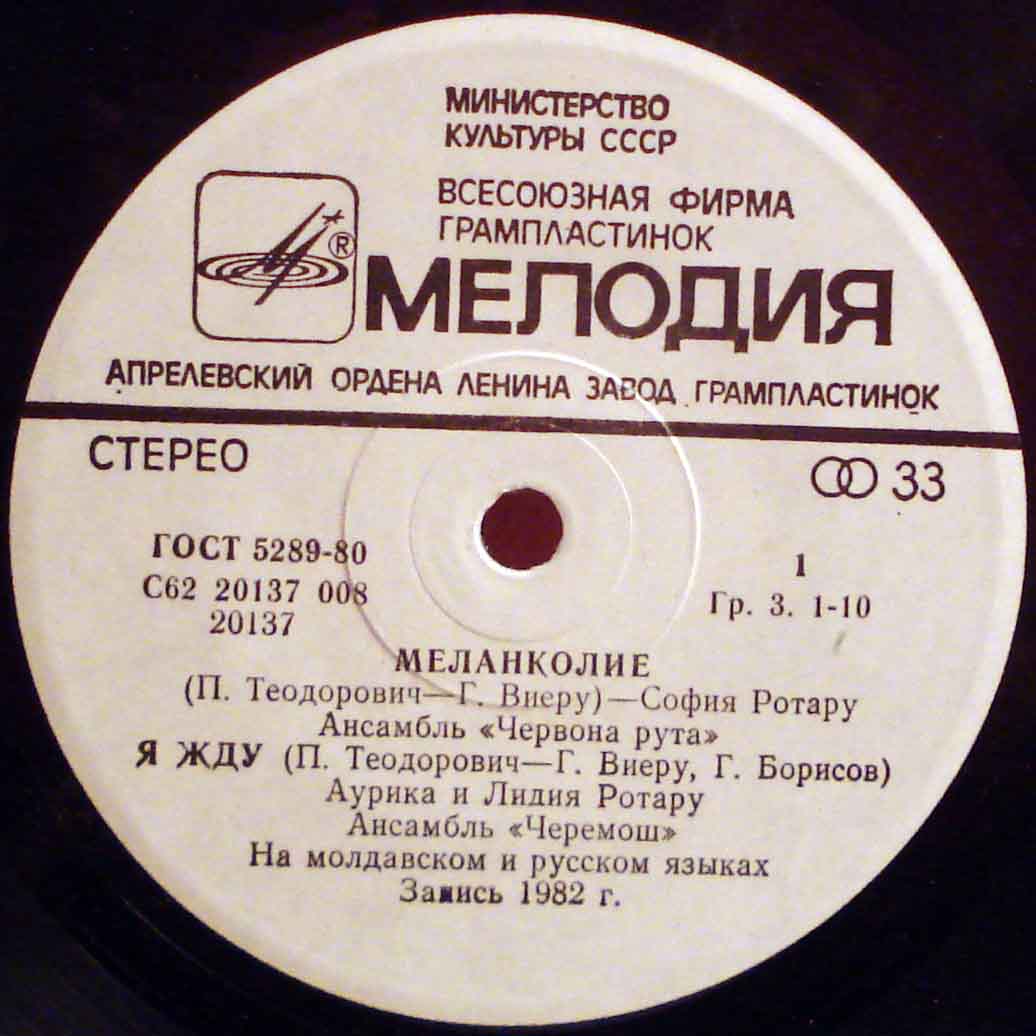 МИНИСТЕРСТВО
КУЛЬТУРЫ СССР
ВСЕСОЮЗНАЯ ФИРМА
ГРАМПЛАСТИНОК
®
МЕЛОДИЯ
АПРЕЛЕВСКИЙ ОРДЕНА ЛЕНИНА ЗАВОД ГРАМПЛАСТИНОК
СТЕРЕО
33
ГОСТ 5289-80
С62 20137 008
20137
1
Гр. 3. 1-10
МЕЛАНКОЛИЕ
(П. Теодорович—Г. Виеру)—София Ротару
Ансамбль «Червона рута»
Я ЖДУ (П. Теодорович—Г. Виеру, Г. Борисов)
Аурика и Лидия Ротару
Ансамбль «Черемош»
На молдавском и русском языках
Запись 1982 г.